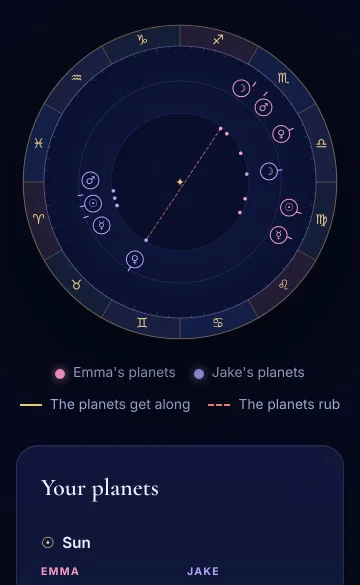 Emma's planets
Jake's planets
The planets get along
The planets rub
Your planets
☉ Sun
EMMA
JAKE